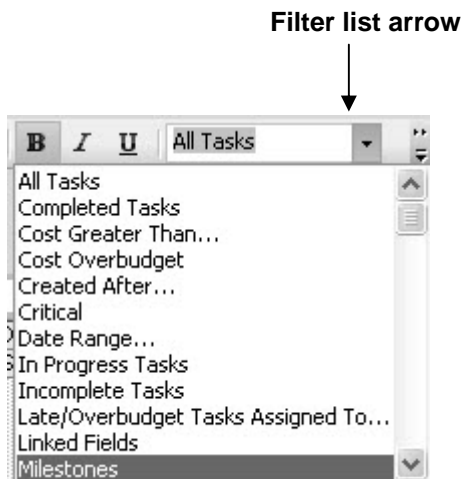 Filter list arrow
B I U All Tasks
All Tasks
Completed Tasks
Cost Greater Than...
Cost Overbudget
Created After...
Critical
Date Range...
In Progress Tasks
Incomplete Tasks
Late/Overbudget Tasks Assigned To...
Linked Fields
Milestones